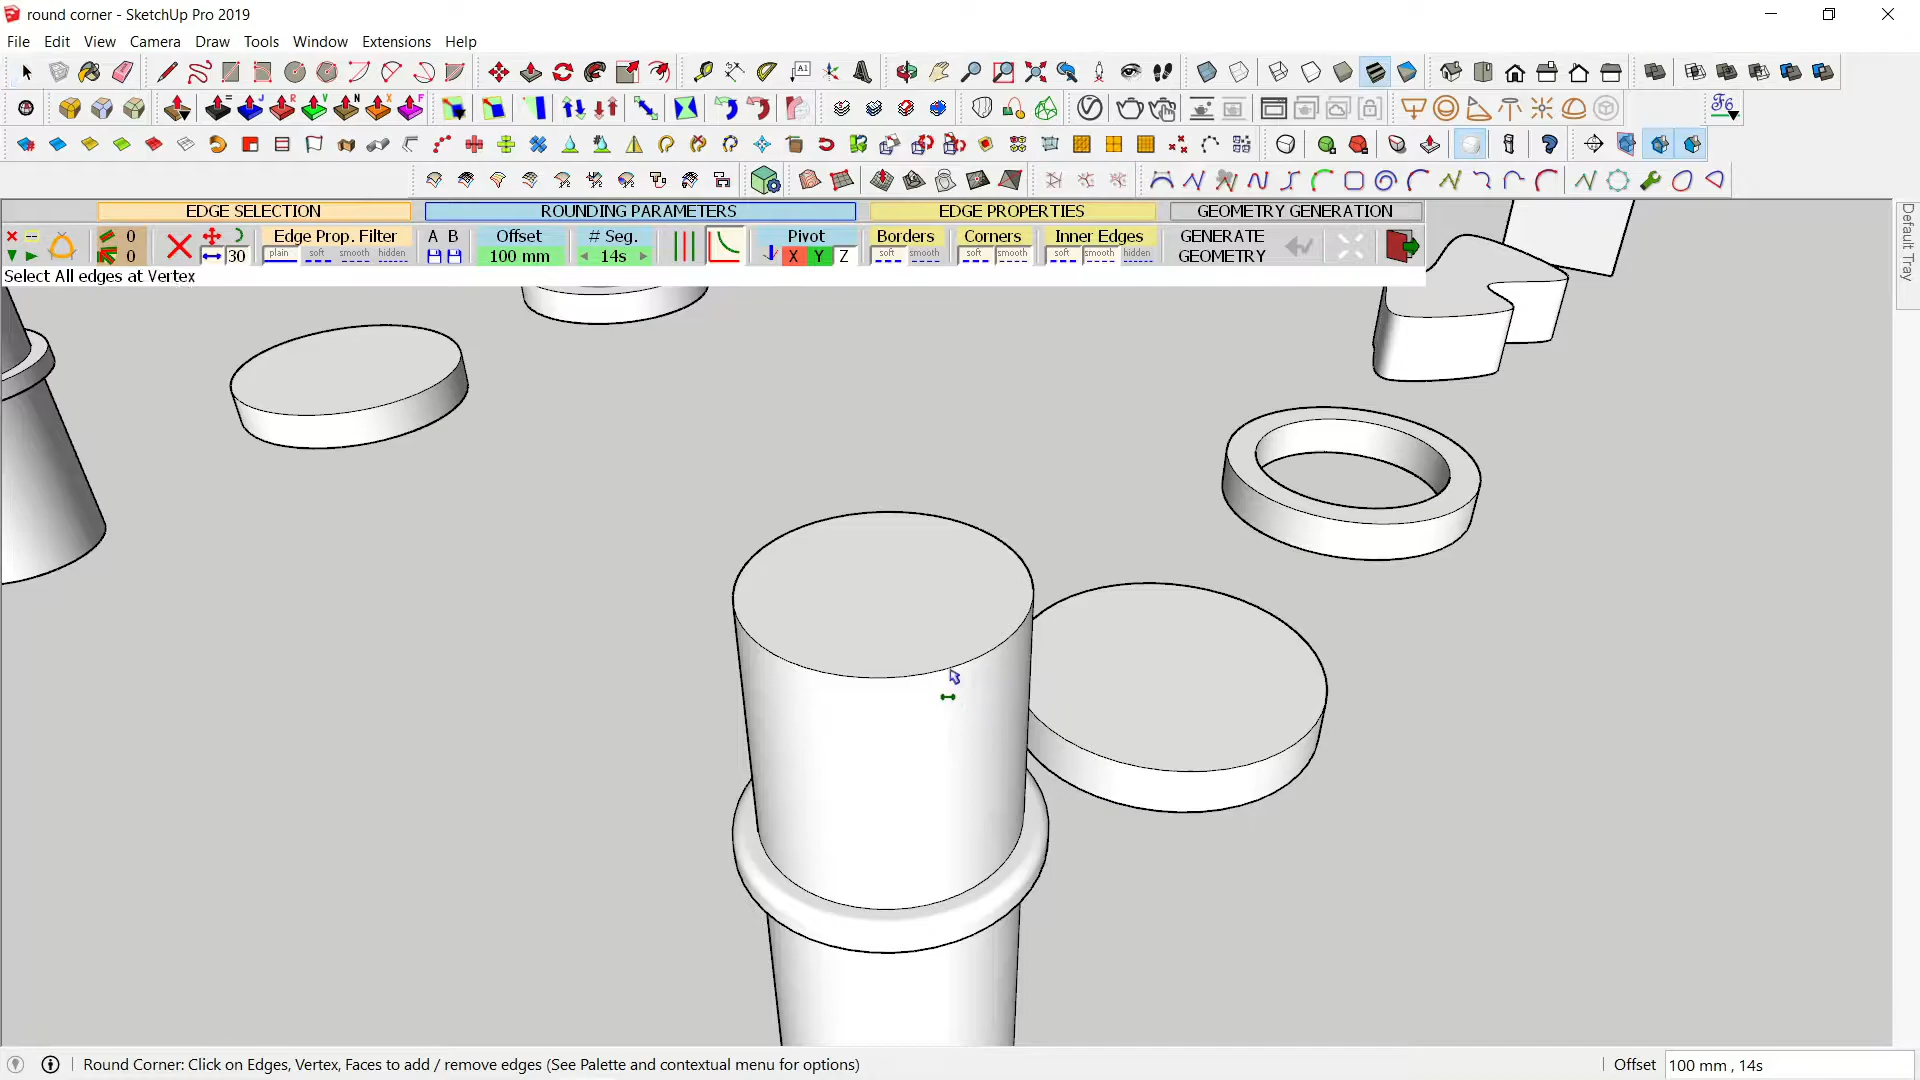 round corner - SketchUp Pro 2019
File Edit View Camera Draw Tools Window Extensions Help
A1
= J R V N X F
F6
EDGE SELECTION ROUNDING PARAMETERS EDGE PROPERTIES GEOMETRY GENERATION
0 Edge Prop. Filter A B Offset # Seg. Pivot Borders Corners Inner Edges GENERATE
0 30 plain soft smooth hidden 100 mm 14s X Y Z soft smooth soft smooth soft smooth hidden GEOMETRY
Select All edges at Vertex
Default Tray
Round Corner: Click on Edges, Vertex, Faces to add / remove edges (See Palette and contextual menu for options) Offset 100 mm , 14s